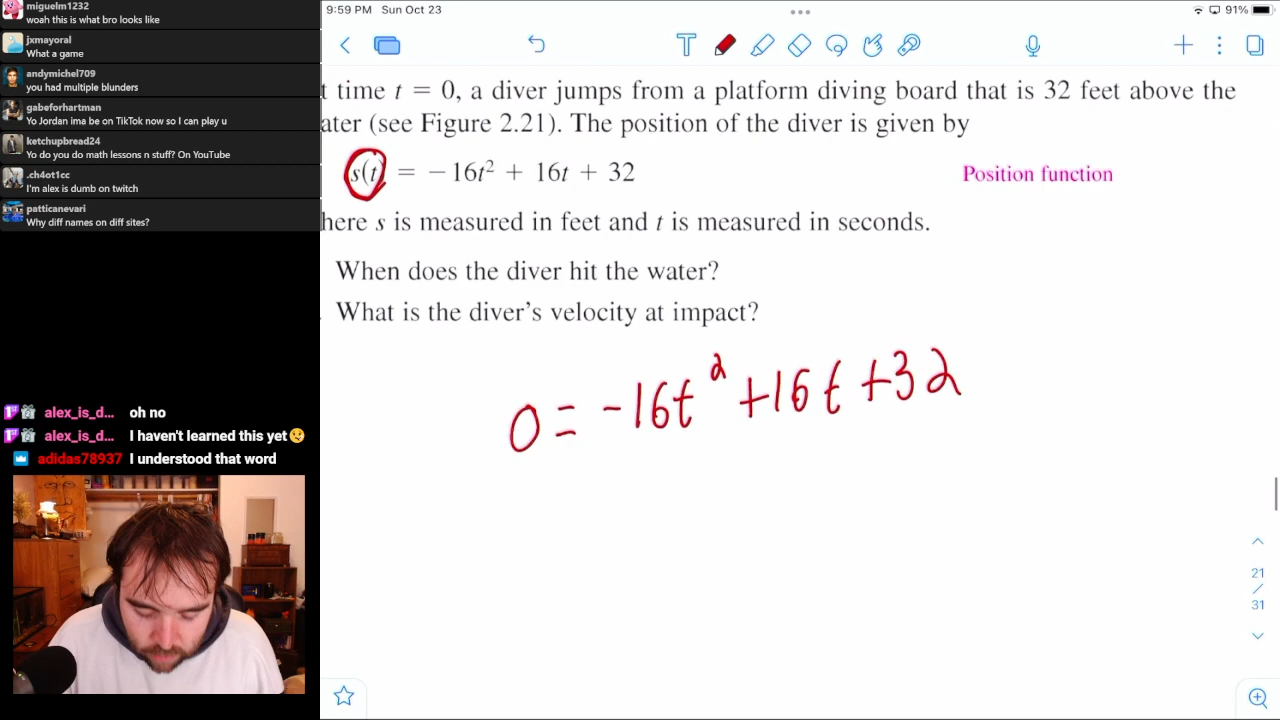 miguelm1232
woah this is what bro looks like
jxmayoral
What a game
andymichel709
you had multiple blunders
gabeforhartman
Yo Jordan ima be on TikTok now so I can play u
ketchupbread24
Yo do you do math lessons n stuff? On YouTube
.ch4ot1cc
I'm alex is dumb on twitch
patticanevari
Why diff names on diff sites?
alex_is_d... oh no
alex_is_d... I haven't learned this yet😉
adidas78937 I understood that word
9:59 PM Sun Oct 23
91%
T
t time t = 0, a diver jumps from a platform diving board that is 32 feet above the
ater (see Figure 2.21). The position of the diver is given by
s(t) = −16t² + 16t + 32 Position function
here s is measured in feet and t is measured in seconds.
When does the diver hit the water?
. What is the diver's velocity at impact?
0 = -16t² +16t +32
21
/
31